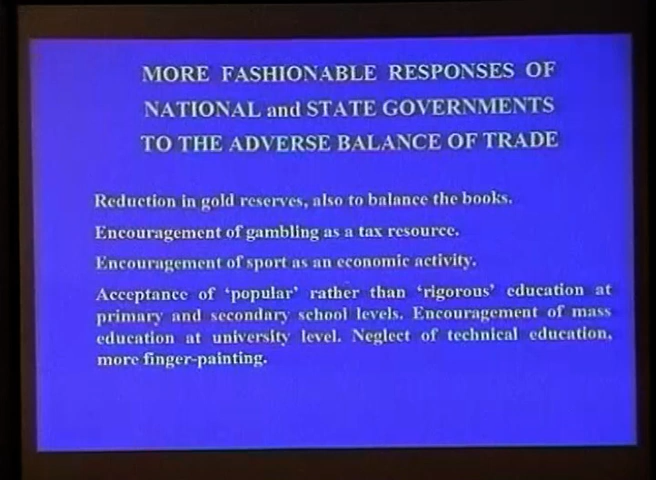 MORE FASHIONABLE RESPONSES OF
NATIONAL and STATE GOVERNMENTS
TO THE ADVERSE BALANCE OF TRADE
Reduction in gold reserves, also to balance the books.
Encouragement of gambling as a tax resource.
Encouragement of sport as an economic activity.
Acceptance of ‘popular’ rather than ‘rigorous’ education at
primary and secondary school levels. Encouragement of mass
education at university level. Neglect of technical education,
more finger-painting.